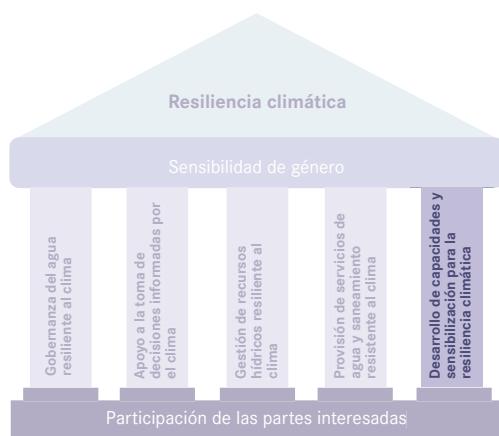 Resiliencia climática
Sensibilidad de género
Gobernanza del agua
resiliente al clima
Apoyo a la toma de
decisiones informadas por
el clima
Gestión de recursos
hídricos resiliente al
clima
Provisión de servicios de
agua y saneamiento
resistente al clima
Desarrollo de capacidades y
sensibilización para la
resiliencia climática
Participación de las partes interesadas